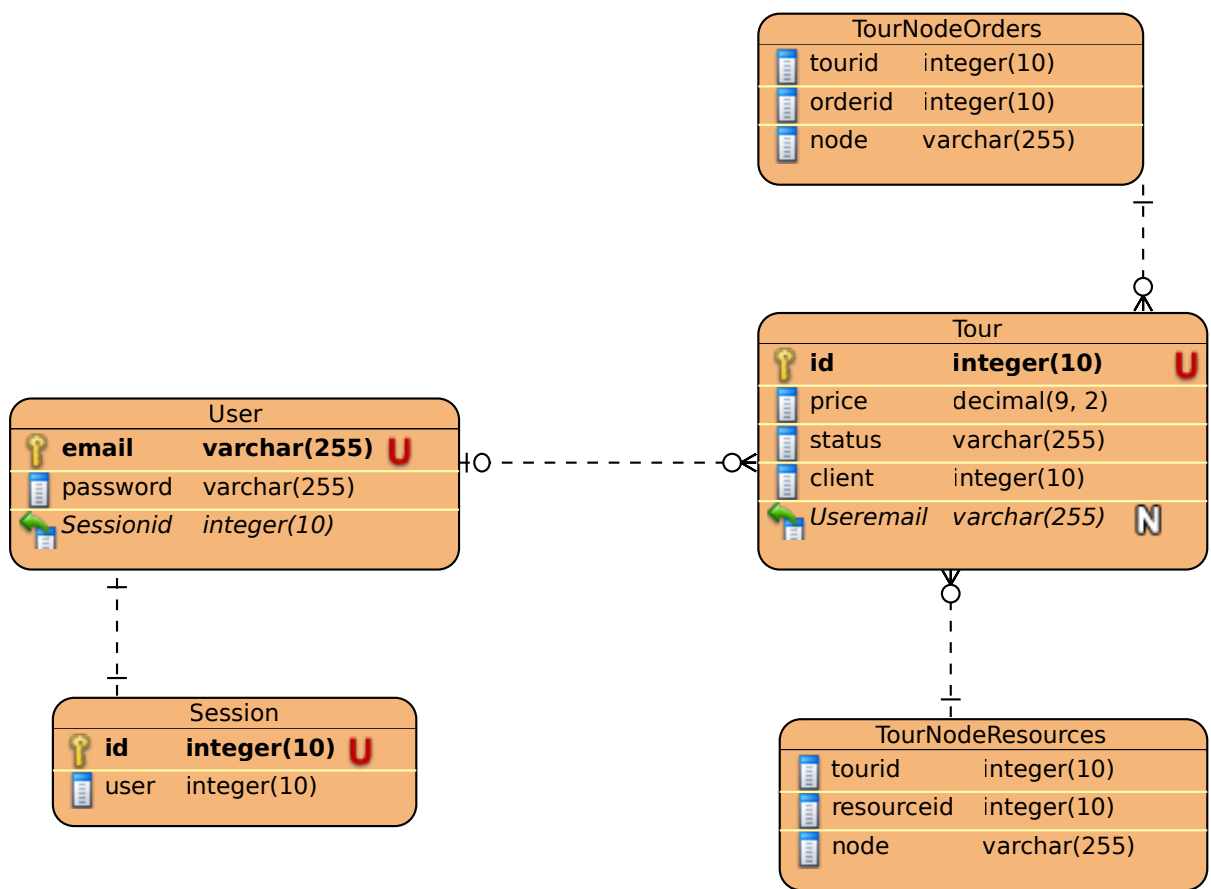 TourNodeOrders
tourid integer(10)
orderid integer(10)
node varchar(255)
Tour
id integer(10) U
price decimal(9, 2)
status varchar(255)
client integer(10)
Useremail varchar(255) N
User
email varchar(255) U
password varchar(255)
Sessionid integer(10)
Session
id integer(10) U
user integer(10)
TourNodeResources
tourid integer(10)
resourceid integer(10)
node varchar(255)